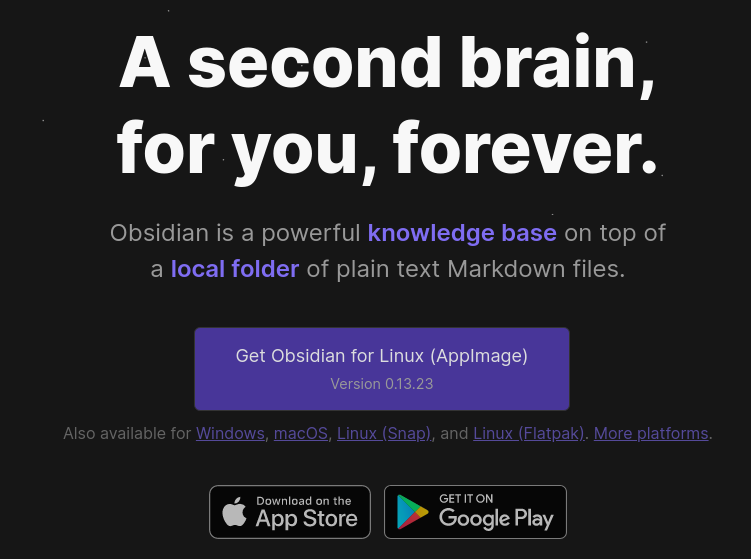 A second brain,
for you, forever.
Obsidian is a powerful knowledge base on top of
a local folder of plain text Markdown files.
Get Obsidian for Linux (AppImage)
Version 0.13.23
Also available for Windows, macOS, Linux (Snap), and Linux (Flatpak). More platforms.
Download on the
App Store
GET IT ON
Google Play